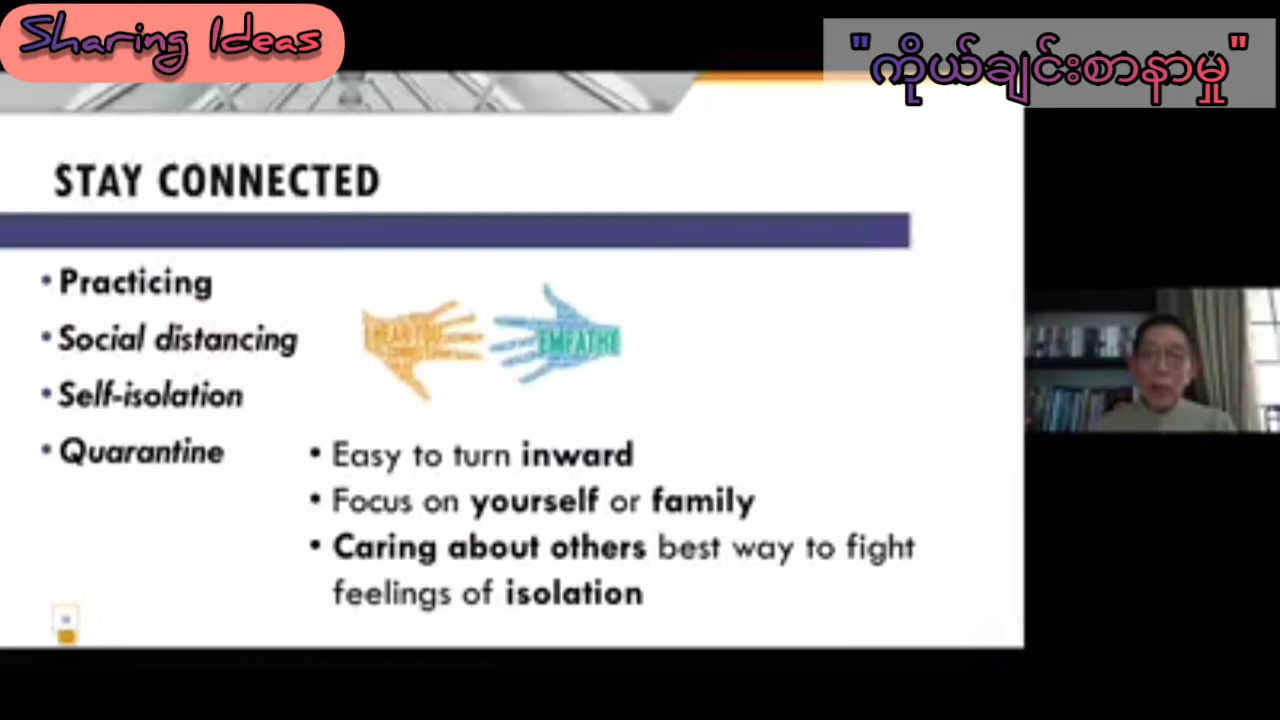 Sharing Ideas
"ကိုယ်ချင်းစာနာမှု"
STAY CONNECTED
• Practicing
• Social distancing
• Self-isolation
• Quarantine
EMPATHY
• Easy to turn inward
• Focus on yourself or family
• Caring about others best way to fight
feelings of isolation